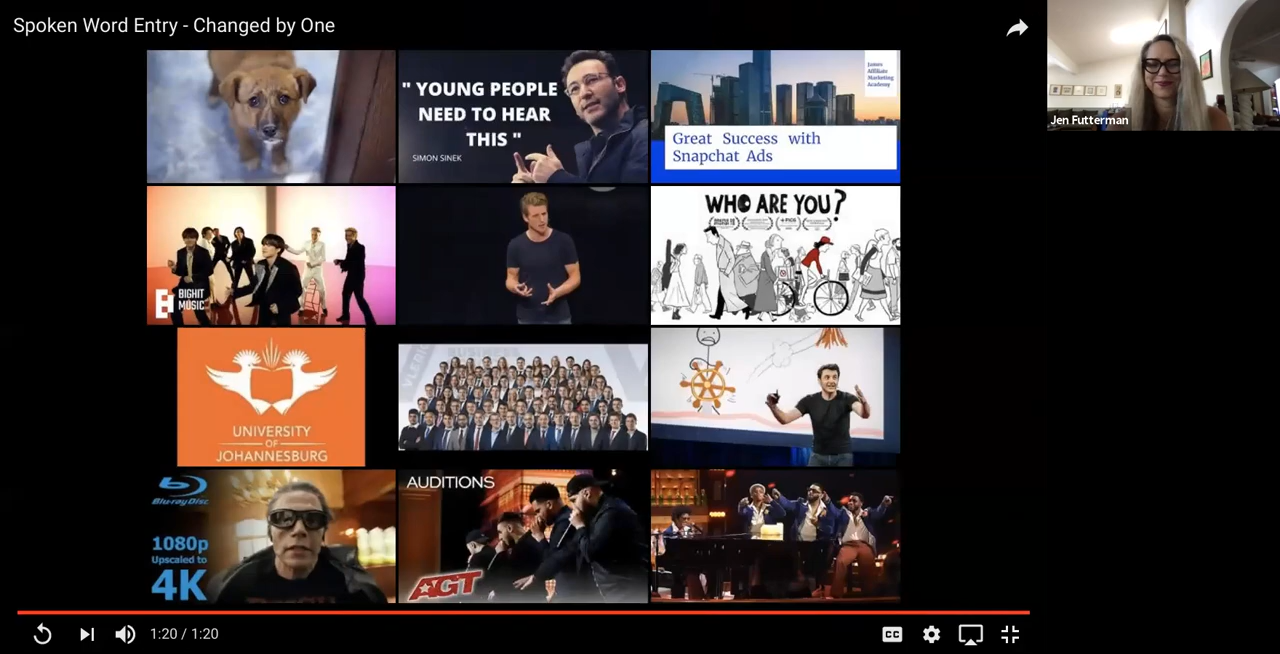 Spoken Word Entry - Changed by One
" YOUNG PEOPLE
NEED TO HEAR
THIS "
SIMON SINEK
James
Affiliate
Marketing
Academy
Great Success with
Snapchat Ads
Jen Futterman
BIGHIT
MUSIC
WHO ARE YOU?
UNIVERSITY
OF
JOHANNESBURG
Blu-ray Disc
1080p
Upscaled to
4K
AUDITIONS
AGT
1:20 / 1:20
CC